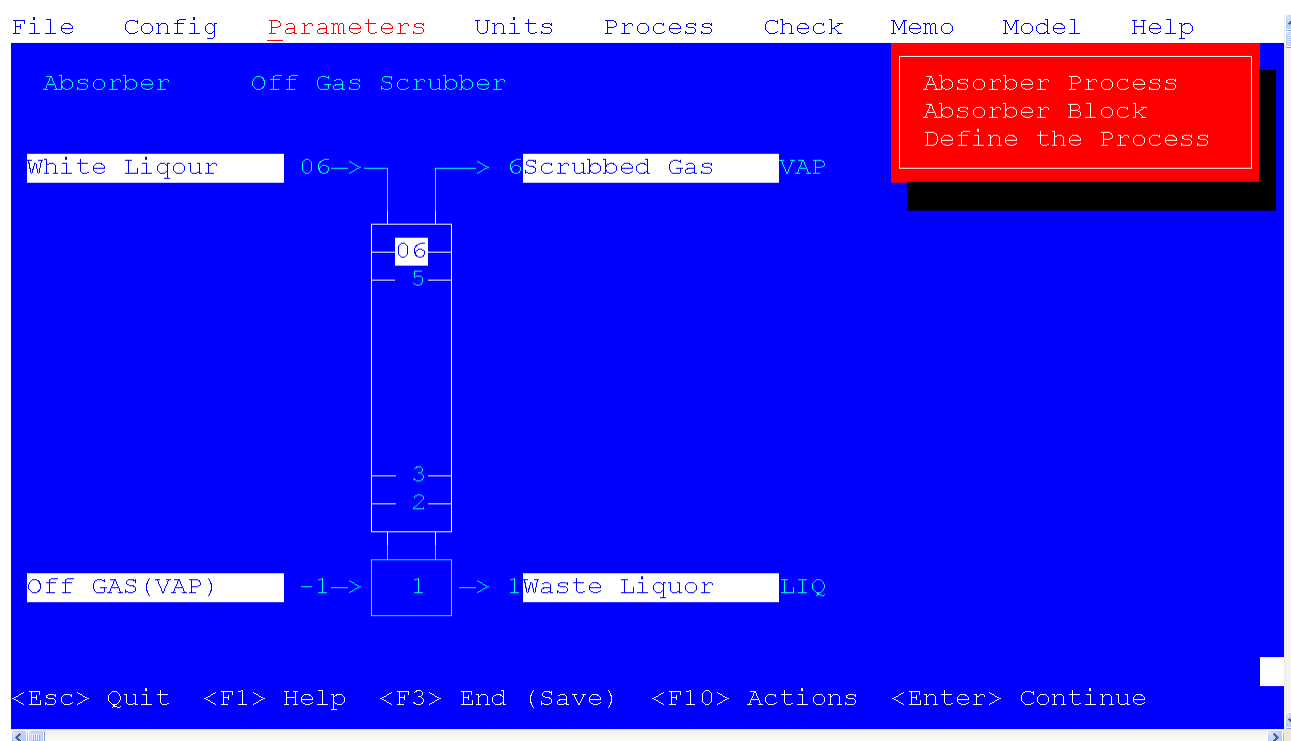 File Config Parameters Units Process Check Memo Model Help
Absorber Off Gas Scrubber
Absorber Process
Absorber Block
Define the Process
White Liqour 06—>— —> 6Scrubbed Gas VAP
06
5
3
2
Off GAS(VAP) -1—> 1 —> 1Waste Liquor LIQ
<Esc> Quit <F1> Help <F3> End (Save) <F10> Actions <Enter> Continue